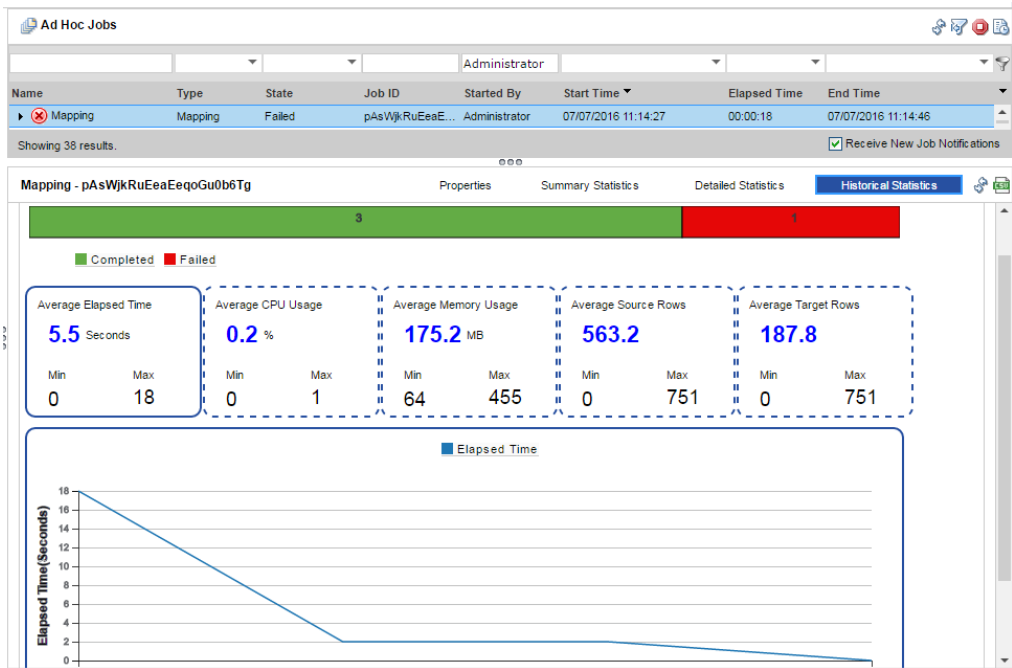 Ad Hoc Jobs
Administrator
Name Type State Job ID Started By Start Time Elapsed Time End Time
Mapping Mapping Failed pAsWjkRuEeaE... Administrator 07/07/2016 11:14:27 00:00:18 07/07/2016 11:14:46
Showing 38 results. Receive New Job Notifications
Mapping - pAsWjkRuEeaEeqoGu0b6Tg Properties Summary Statistics Detailed Statistics Historical Statistics CSV
3 1
Completed Failed
Average Elapsed Time Average CPU Usage Average Memory Usage Average Source Rows Average Target Rows
5.5 Seconds 0.2 % 175.2 MB 563.2 187.8
Min Max Min Max Min Max Min Max Min Max
0 18 0 1 64 455 0 751 0 751
Elapsed Time
Elapsed Time(Seconds)
18
16
14
12
10
8
6
4
2
0